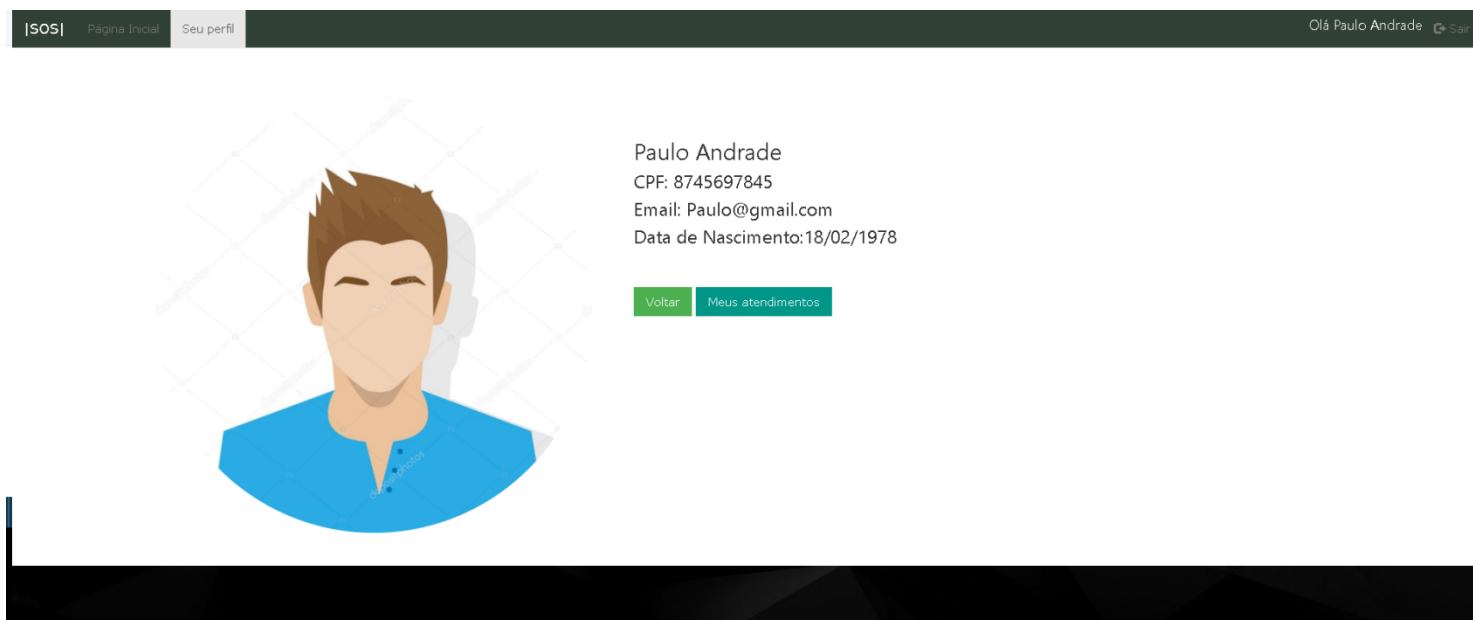 |SOS| Página Inicial Seu perfil Olá Paulo Andrade Sair
Paulo Andrade
CPF: 8745697845
Email: Paulo@gmail.com
Data de Nascimento:18/02/1978
Voltar Meus atendimentos
depositphotos